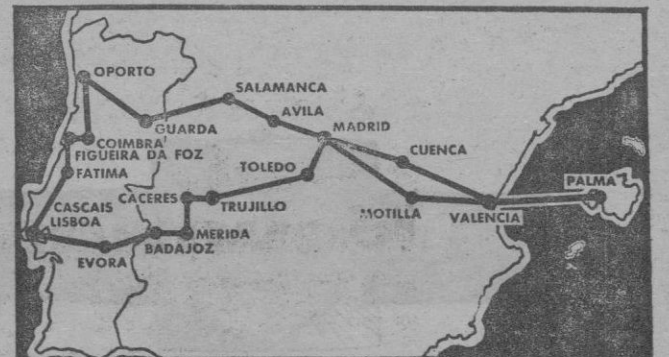 OPORTO
SALAMANCA
AVILA
GUARDA
MADRID
COIMBRA
FIGUEIRA DA FOZ
CUENCA
FATIMA
TOLEDO
PALMA
CASCAIS
LISBOA
CACERES
TRUJILLO
MOTILLA
VALENCIA
MERIDA
BADAJOZ
EVORA